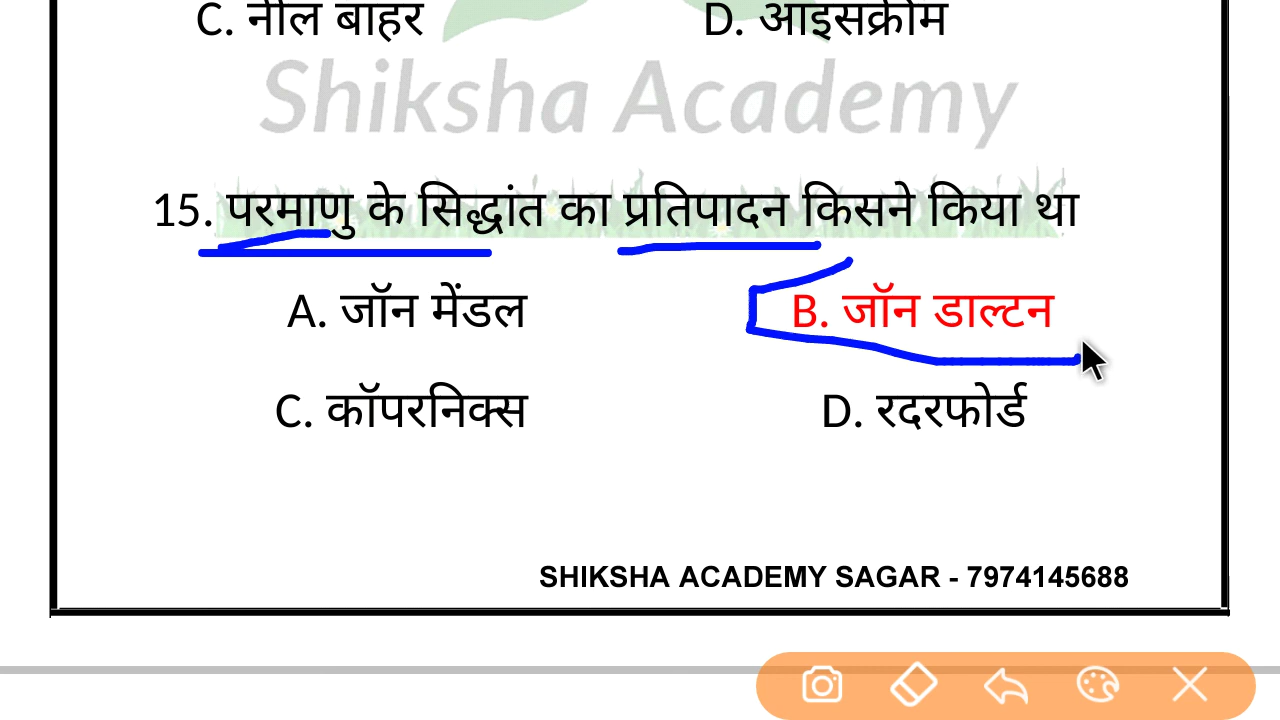 C. नील बाहर D. आइसक्रीम
Shiksha Academy
15. परमाणु के सिद्धांत का प्रतिपादन किसने किया था
A. जॉन मेंडल B. जॉन डाल्टन
C. कॉपरनिक्स D. रदरफोर्ड
SHIKSHA ACADEMY SAGAR - 7974145688